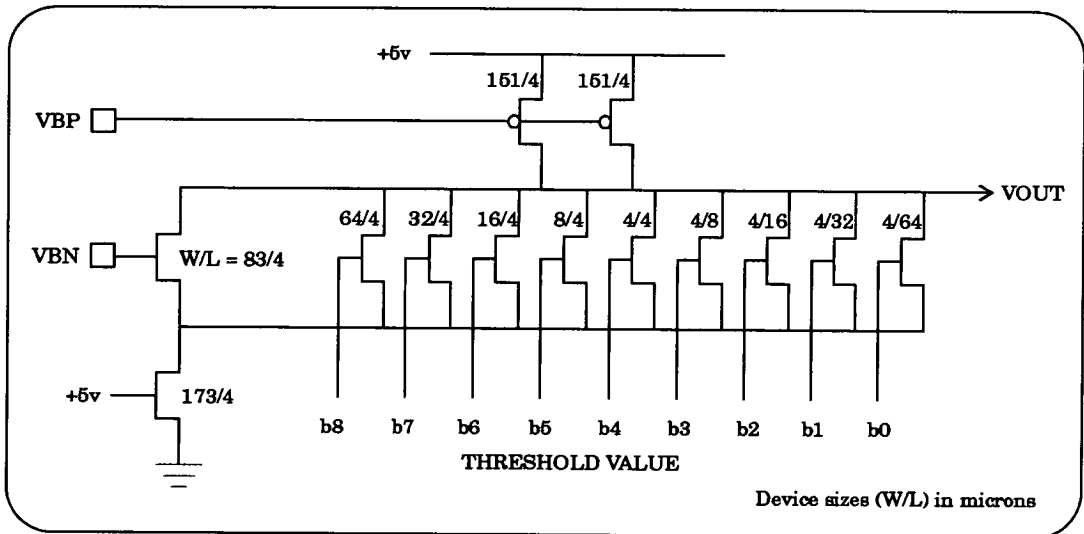 +5v
151/4 151/4
VBP
VOUT
64/4 32/4 16/4 8/4 4/4 4/8 4/16 4/32 4/64
VBN
W/L = 83/4
+5v
173/4
b8 b7 b6 b5 b4 b3 b2 b1 b0
THRESHOLD VALUE
Device sizes (W/L) in microns